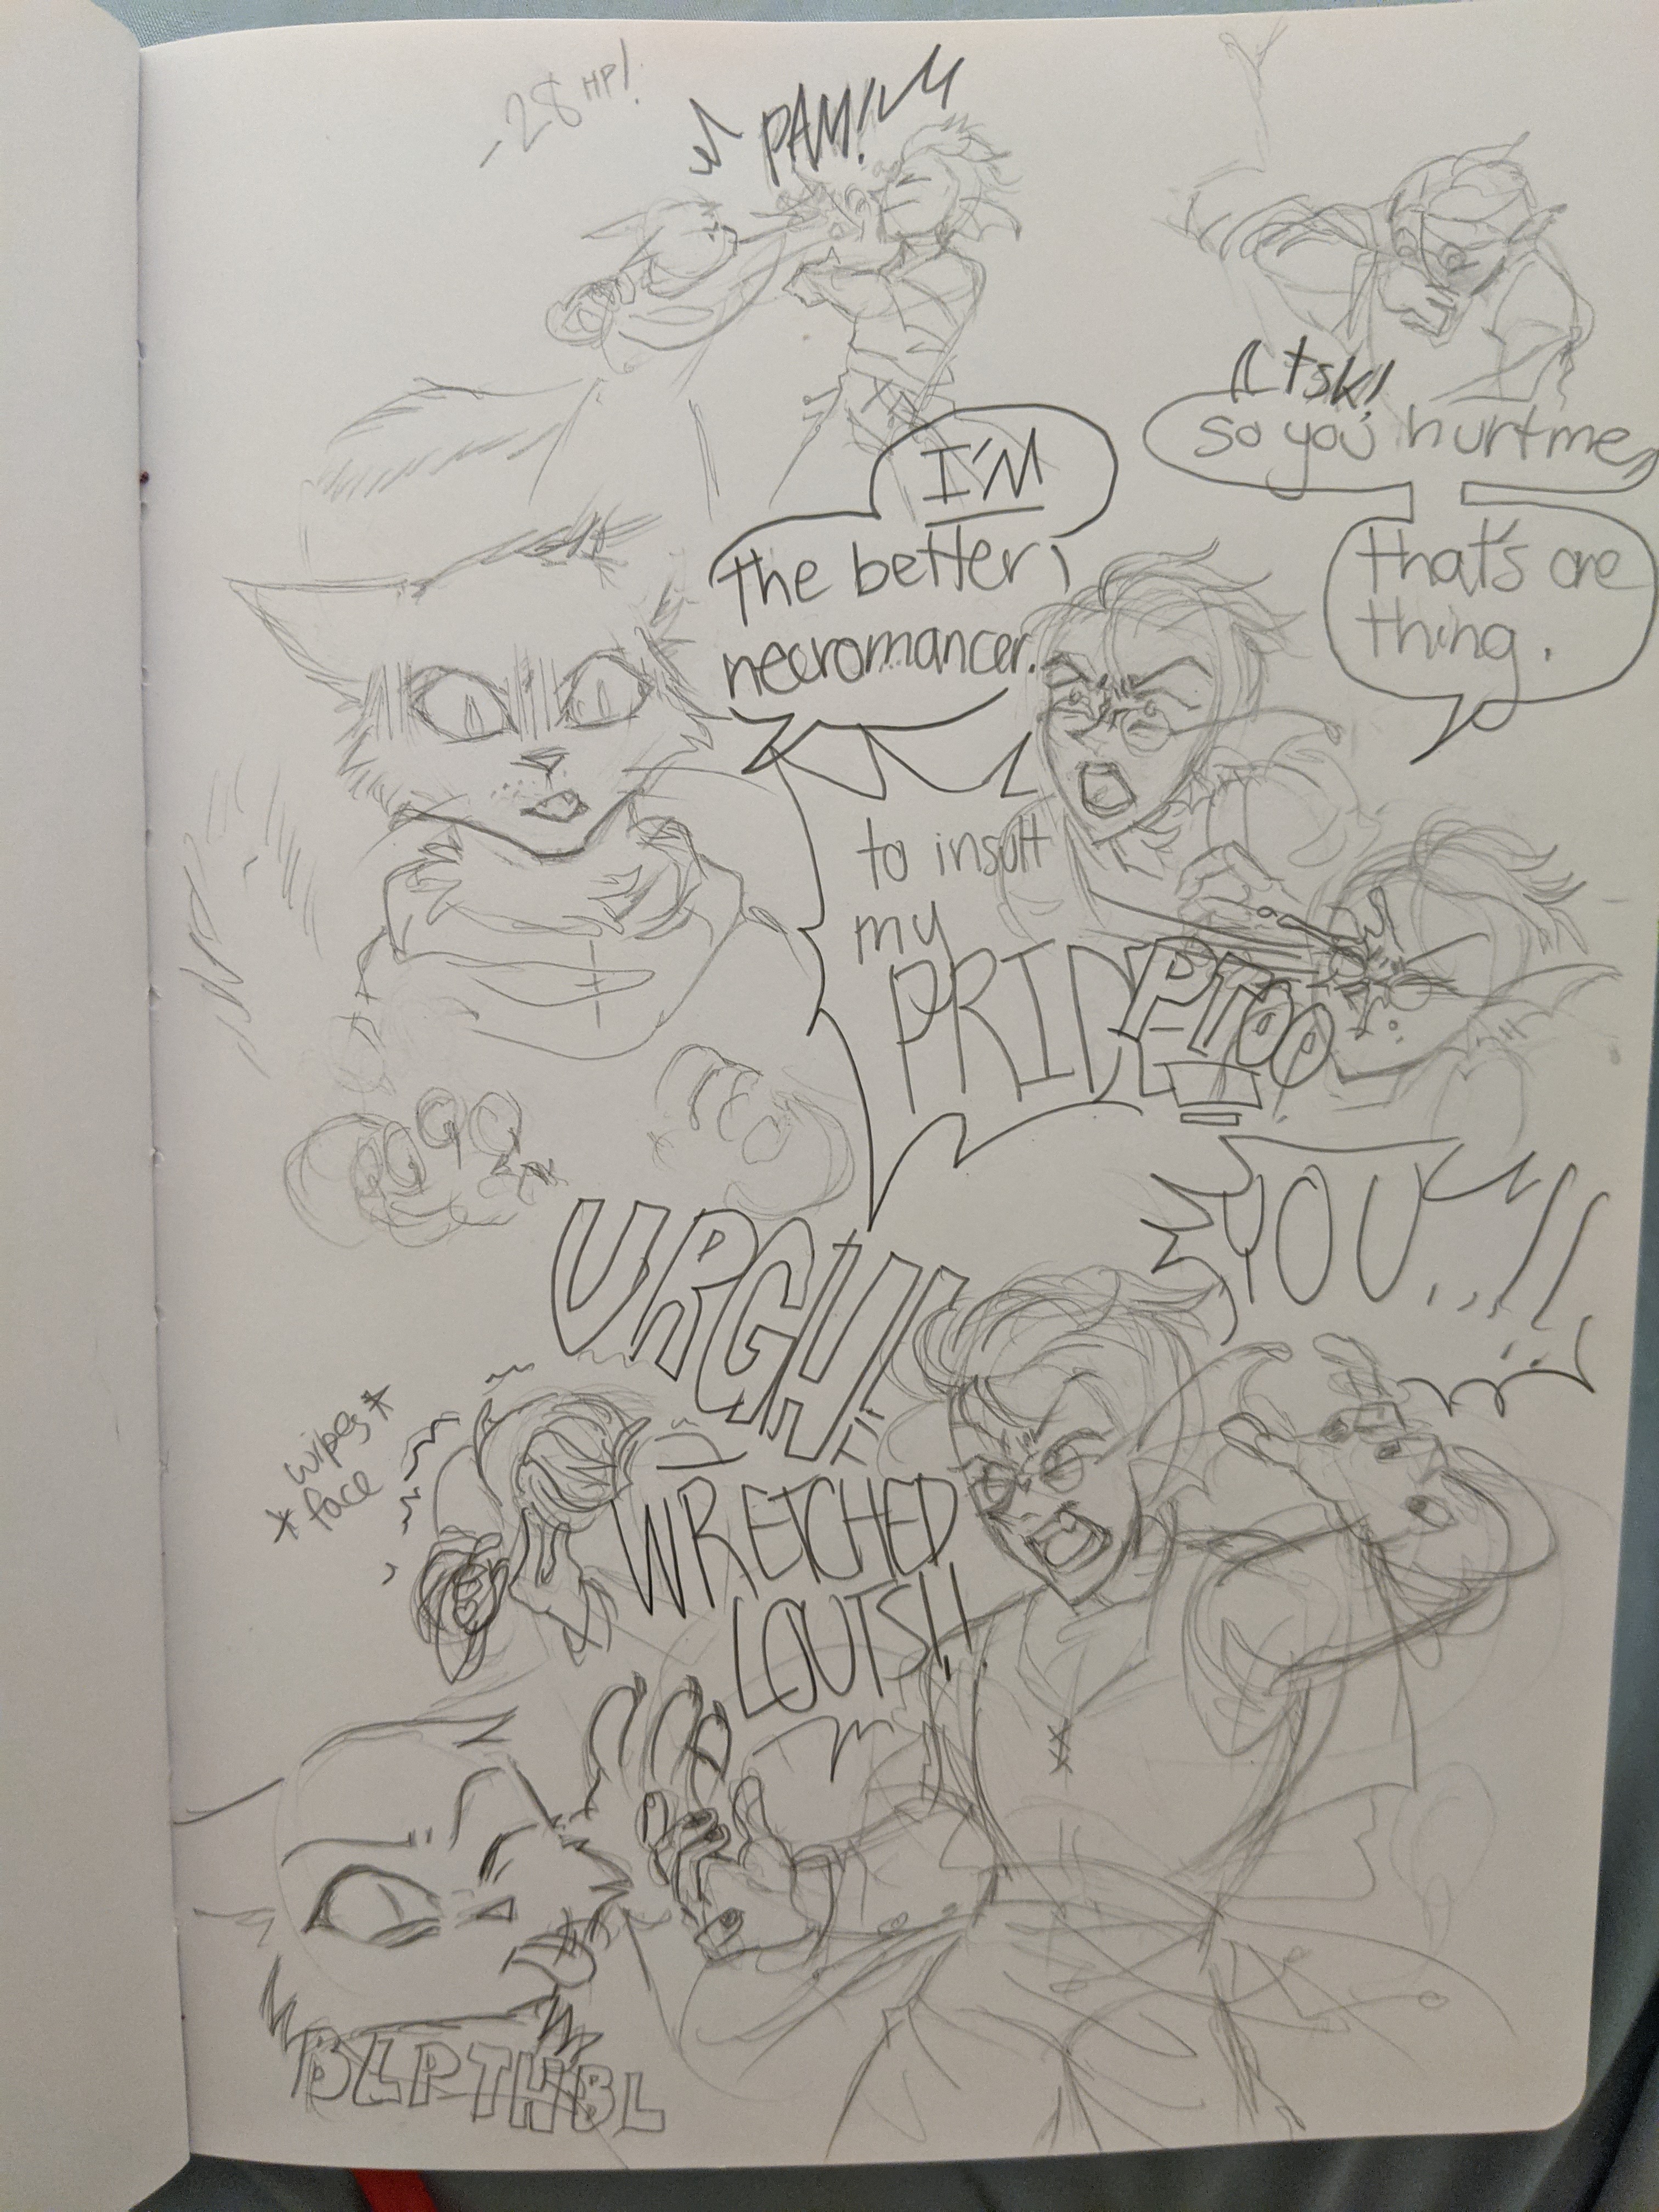 -28 HP!
PAM!
tsk!
so you hurt me,
that's one
thing.
I'M
the better
necromancer.
to insult
my
PRID
PTOO
YOU..!!
URGH!!
*wipes*
*face
WRETCHED
LOUTS!!
BLPTHBL